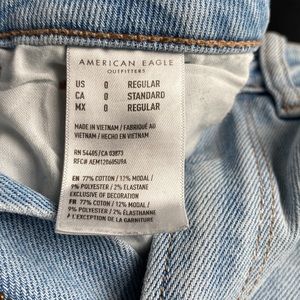 AMERICAN EAGLE
OUTFITTERS
US 0 REGULAR
CA 0 STANDARD
MX 0 REGULAR
MADE IN VIETNAM / FABRIQUÉ AU
VIETNAM / HECHO EN VIETNAM
RN 54485/CA 03873
RFC# AEM120605U9A
EN 77% COTTON / 12% MODAL /
9% POLYESTER / 2% ELASTANE
EXCLUSIVE OF DECORATION
FR 77% COTON / 12% MODAL /
9% POLYESTER / 2% ÉLASTHANNE
À L'EXCEPTION DE LA GARNITURE